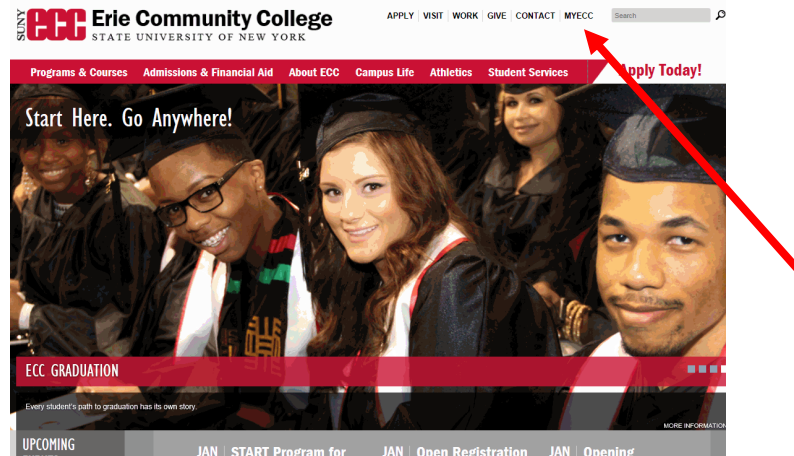 SUNY ecc Erie Community College
STATE UNIVERSITY OF NEW YORK
APPLY VISIT WORK GIVE CONTACT MYECC Search
Programs & Courses Admissions & Financial Aid About ECC Campus Life Athletics Student Services Apply Today!
Start Here. Go Anywhere!
ECC GRADUATION
Every student's path to graduation has its own story.
MORE INFORMATION
UPCOMING
JAN START Program for JAN Open Registration JAN Opening